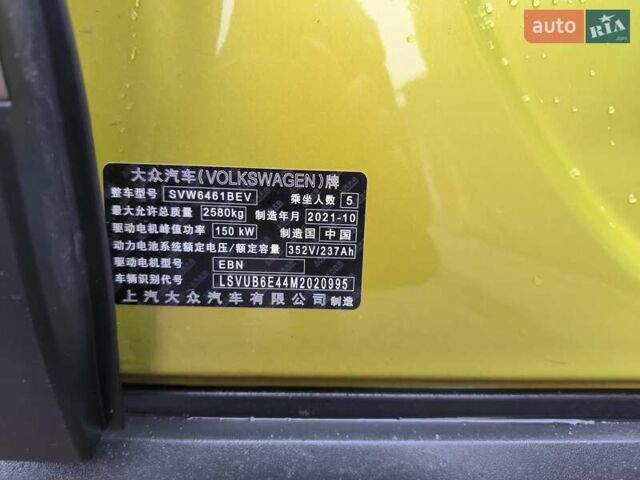 auto RIA.com
大众汽车(VOLKSWAGEN)牌
整车型号 SVW6461BEV 乘坐人数 5
最大允许总质量 2580kg 制造年月 2021-10
驱动电机峰值功率 150 kW 制造国 中国
动力电池系统额定电压/额定容量 352V/237Ah
驱动电机型号 EBN
车辆识别代号 LSVUB6E44M2020995
上汽大众汽车有限公司 制造